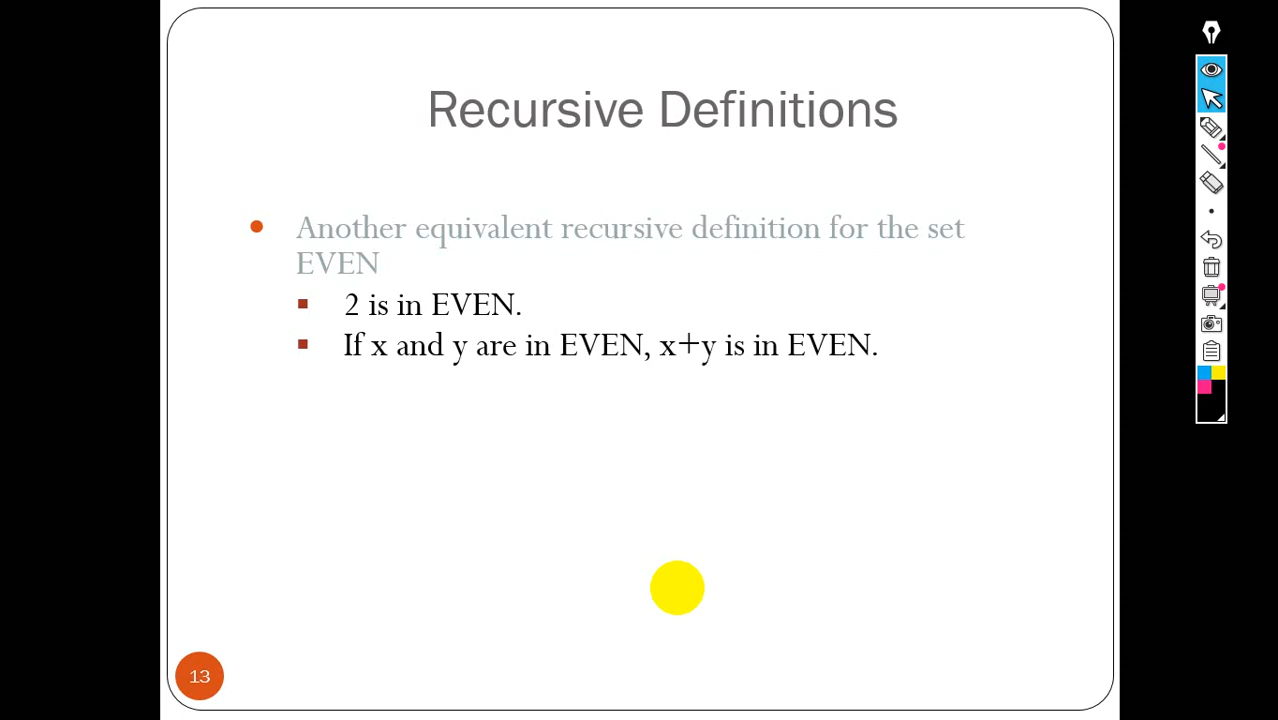 Recursive Definitions
Another equivalent recursive definition for the set
EVEN
2 is in EVEN.
If x and y are in EVEN, x+y is in EVEN.
13